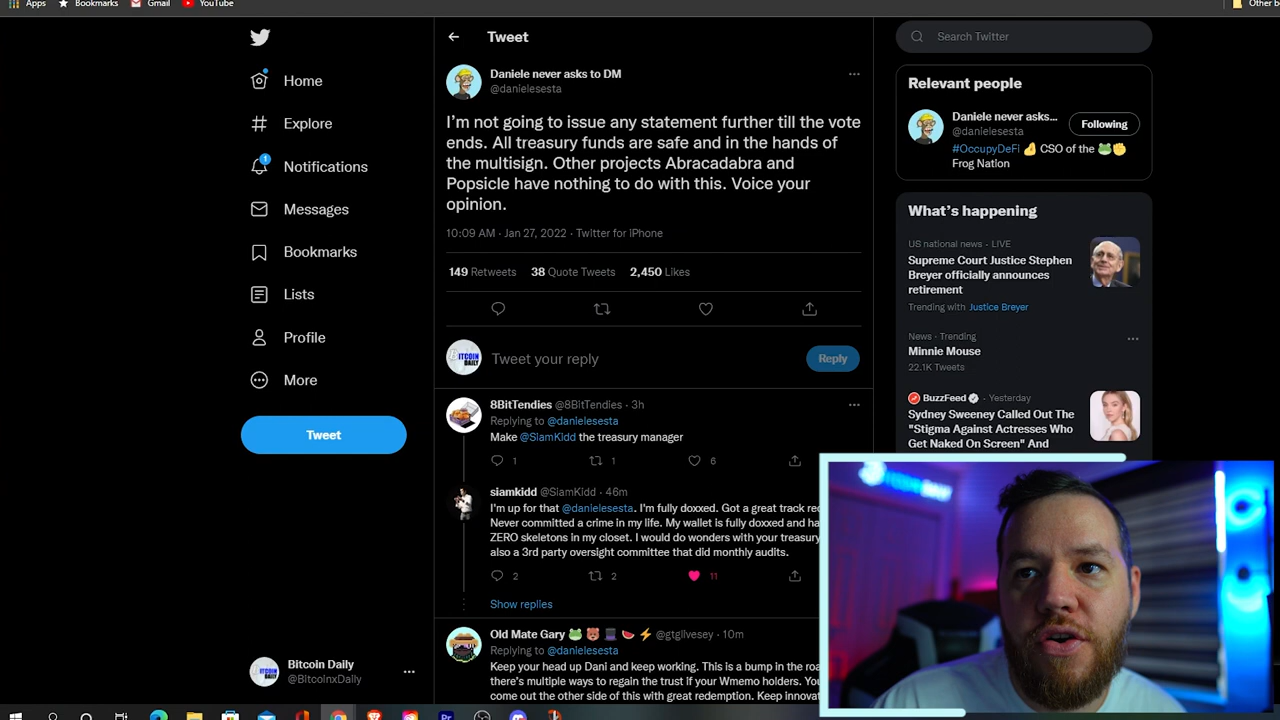 Apps Bookmarks Gmail YouTube Other b
Tweet
Search Twitter
Home
Explore
Notifications
1
Messages
Bookmarks
Lists
Profile
More
Tweet
Bitcoin Daily
@BitcoinxDaily
Daniele never asks to DM
@danielesesta
I'm not going to issue any statement further till the vote
ends. All treasury funds are safe and in the hands of
the multisign. Other projects Abracadabra and
Popsicle have nothing to do with this. Voice your
opinion.
10:09 AM · Jan 27, 2022 · Twitter for iPhone
149 Retweets 38 Quote Tweets 2,450 Likes
BITCOIN
DAILY
Tweet your reply
Reply
8BitTendies @8BitTendies · 3h
Replying to @danielesesta
Make @SlamKidd the treasury manager
1 1 6
siamkidd @SiamKidd · 46m
I'm up for that @danielesesta. I'm fully doxxed. Got a great track rec
Never committed a crime in my life. My wallet is fully doxxed and ha
ZERO skeletons in my closet. I would do wonders with your treasury
also a 3rd party oversight committee that did monthly audits.
2 2 11
Show replies
Old Mate Gary @gtgilvesey · 10m
Replying to @danielesesta
Keep your head up Dani and keep working. This is a bump in the roa
there's multiple ways to regain the trust if your Wmemo holders. You
come out the other side of this with great redemption. Keep innovat
Relevant people
Daniele never asks...
@danielesesta
Following
#OccupyDeFi CSO of the
Frog Nation
What's happening
US national news · LIVE
Supreme Court Justice Stephen
Breyer officially announces
retirement
Trending with Justice Breyer
News · Trending
Minnie Mouse
22.1K Tweets
BuzzFeed · Yesterday
Sydney Sweeney Called Out The
"Stigma Against Actresses Who
Get Naked On Screen" And